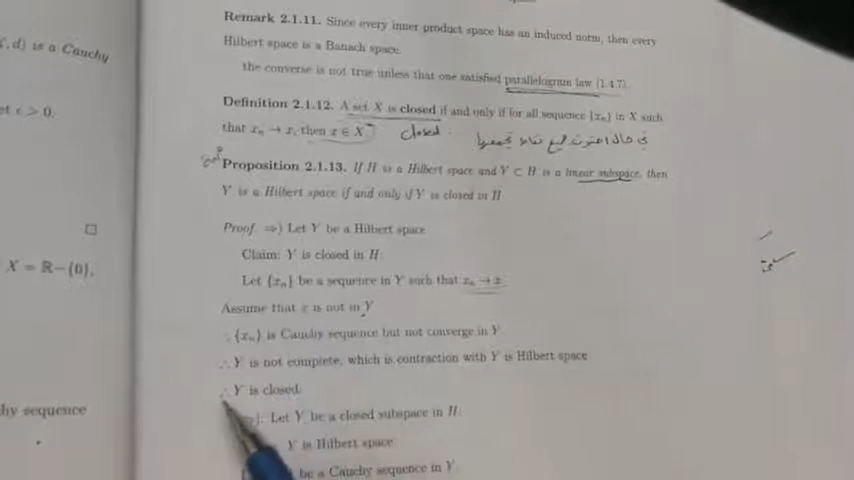 , d) is a Cauchy
et ε > 0.
□
X = ℝ−{0},
hy sequence
Remark 2.1.11. Since every inner product space has an induced norm, then every
Hilbert space is a Banach space.
the converse is not true unless that one satisfied parallelogram law (1.4.7).
Definition 2.1.12. A set X is closed if and only if for all sequence {xₙ} in X such
that xₙ → x, then x ∈ X closed
Proposition 2.1.13. If H is a Hilbert space and Y ⊂ H is a linear subspace, then
Y is a Hilbert space if and only if Y is closed in H
Proof. ⇒) Let Y be a Hilbert space
Claim: Y is closed in H.
Let {xₙ} be a sequence in Y such that xₙ → x
Assume that x is not in Y
∴ {xₙ} is Cauchy sequence but not converge in Y
∴ Y is not complete, which is contraction with Y is Hilbert space
∴ Y is closed.
Let Y be a closed subspace in H.
Y is Hilbert space
be a Cauchy sequence in Y